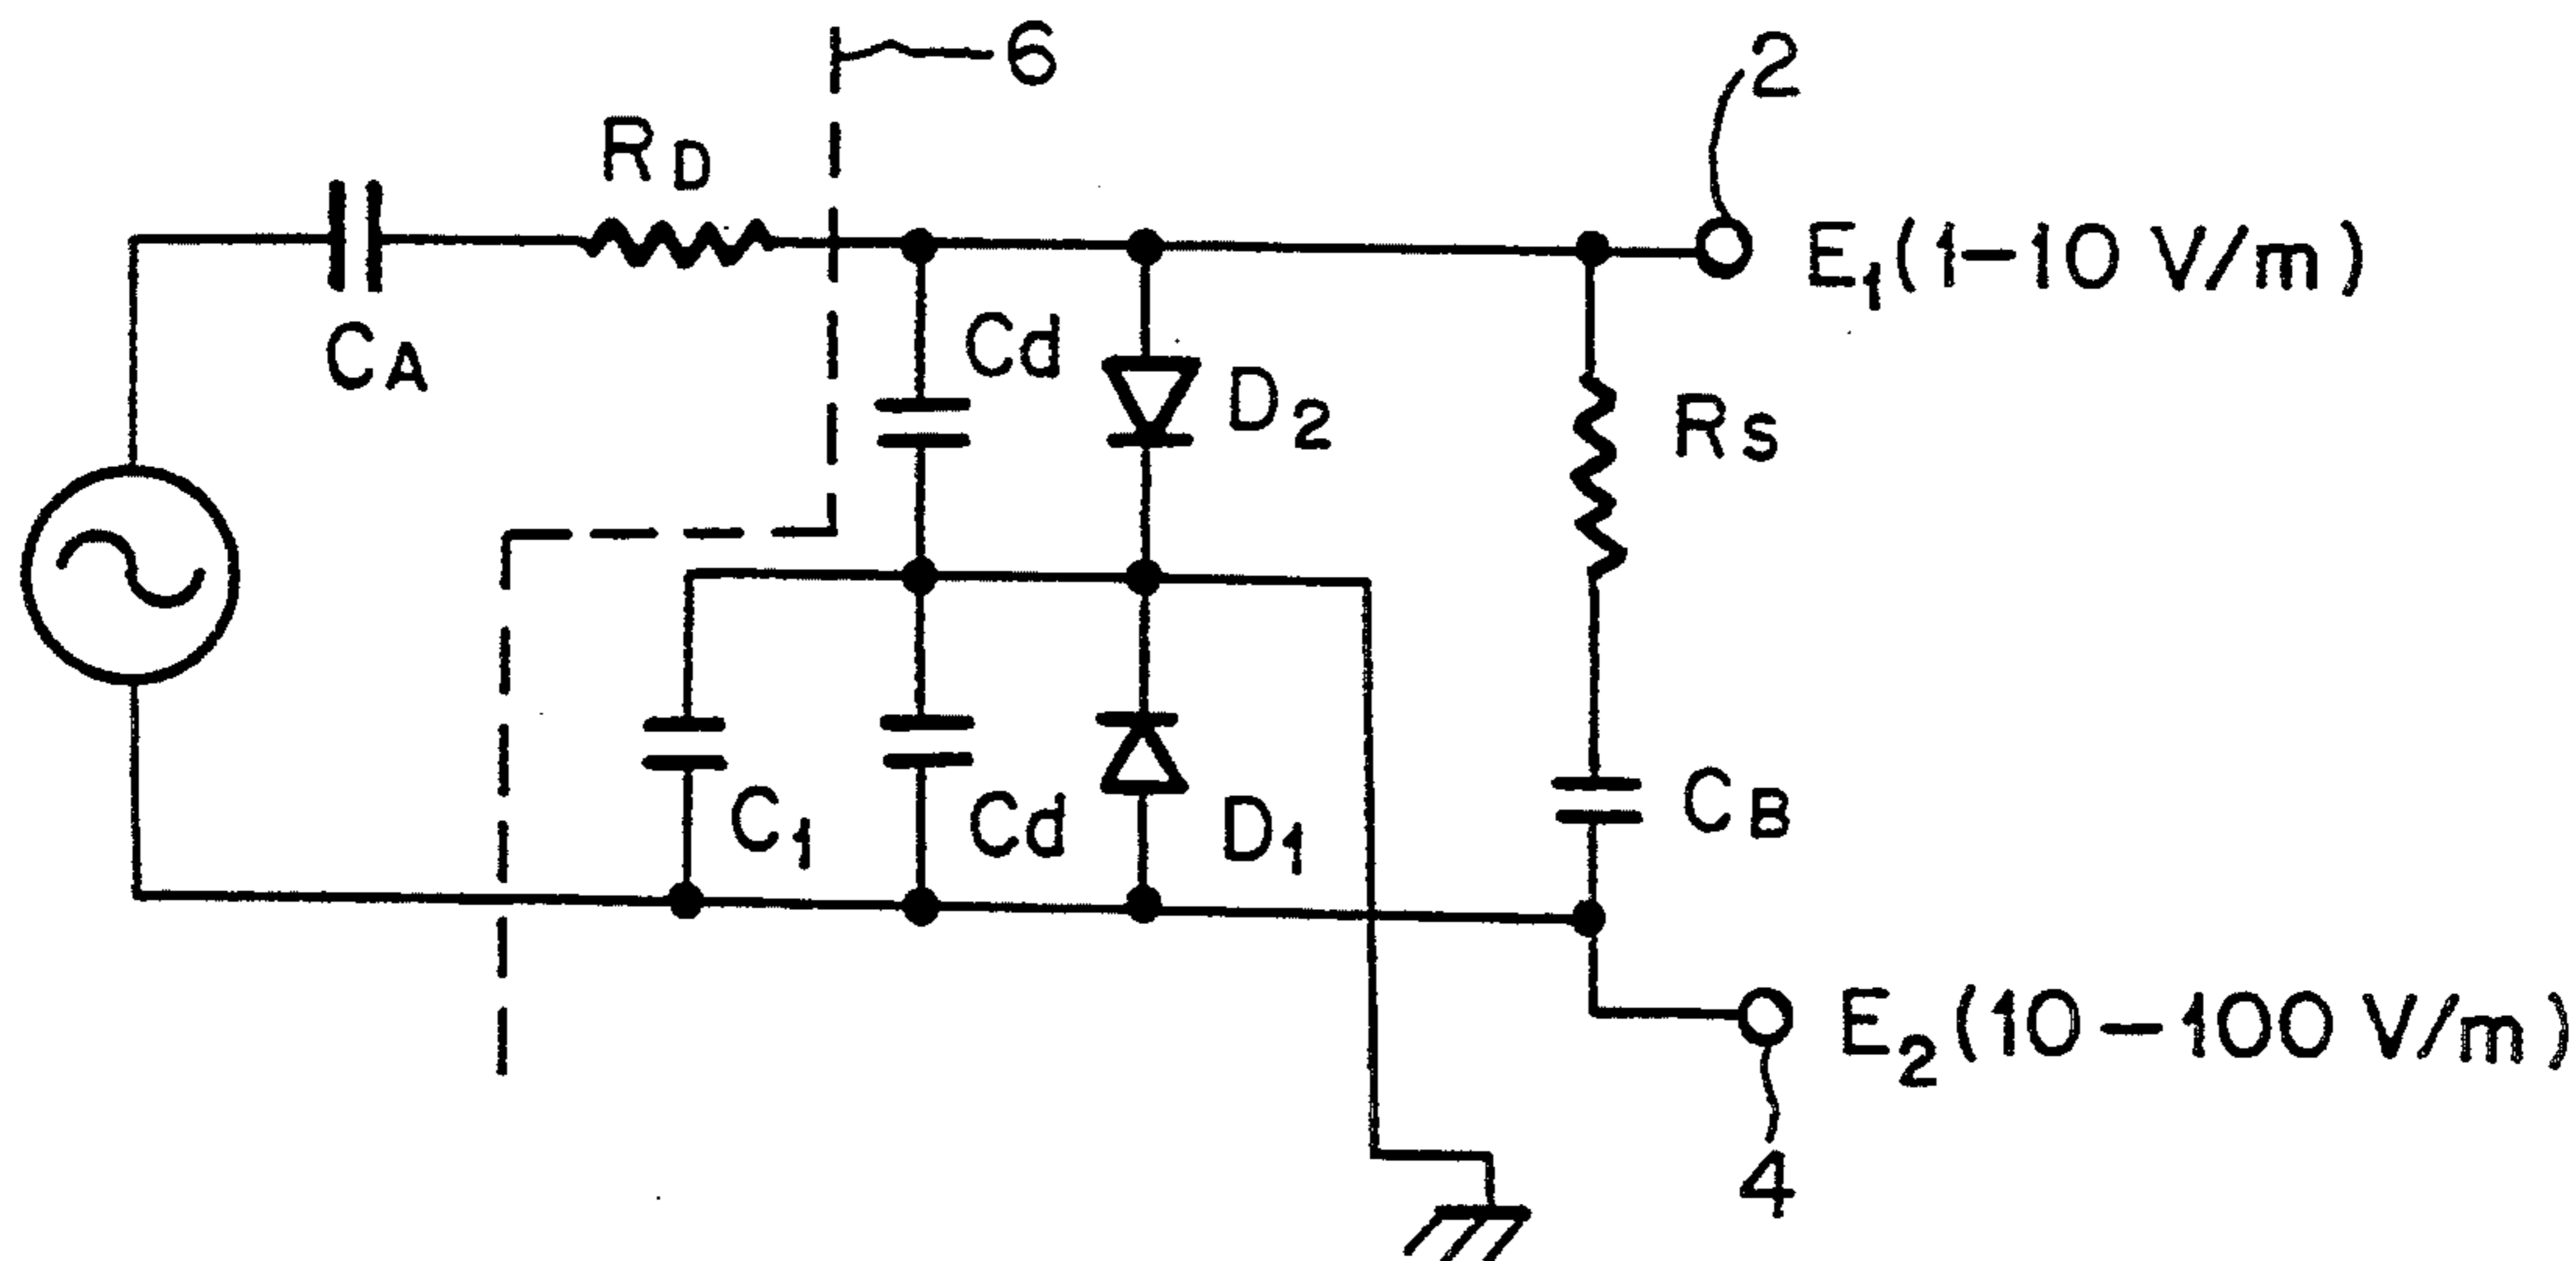 6
2
RD
E1(1-10 V/m)
CA
Cd
D2
RS
C1
Cd
D1
CB
E2(10-100 V/m)
4